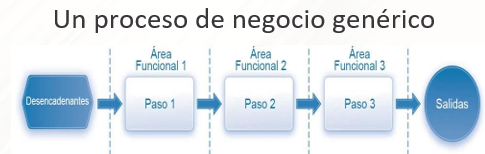 Un proceso de negocio genérico
Área
Funcional 1
Área
Funcional 2
Área
Funcional 3
Desencadenantes
Paso 1
Paso 2
Paso 3
Salidas